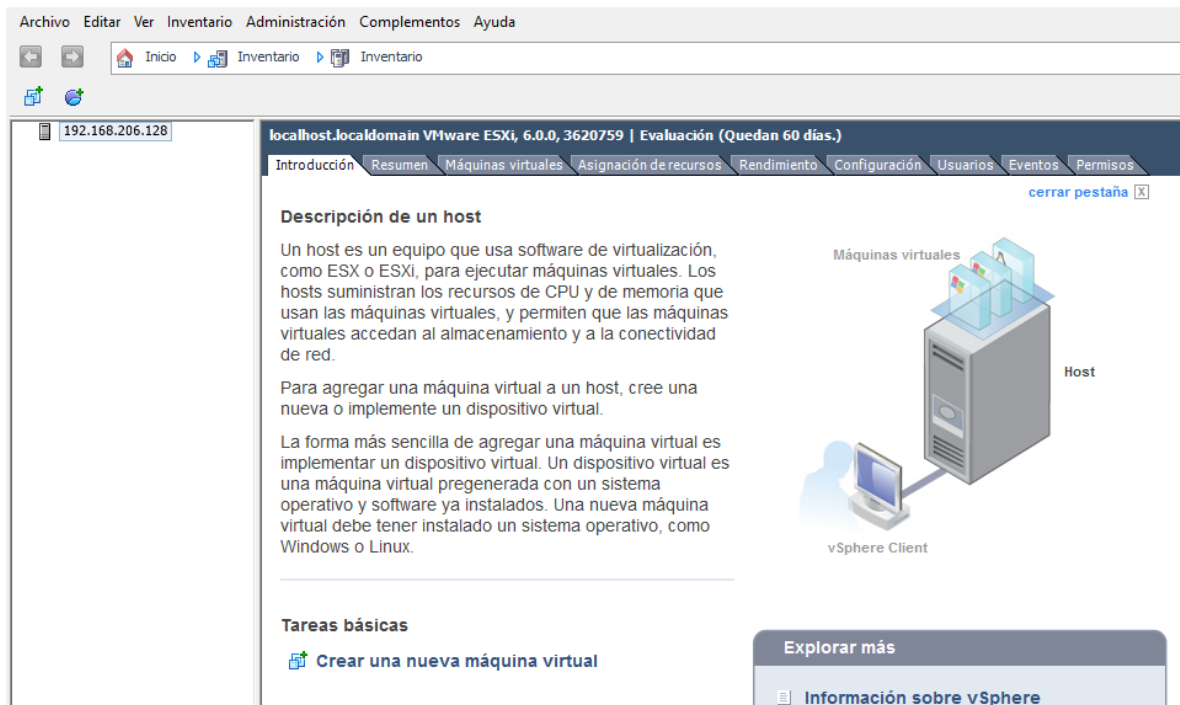 Archivo Editar Ver Inventario Administración Complementos Ayuda
Inicio Inventario Inventario
192.168.206.128
localhost.localdomain VMware ESXi, 6.0.0, 3620759 | Evaluación (Quedan 60 días.)
Introducción Resumen Máquinas virtuales Asignación de recursos Rendimiento Configuración Usuarios Eventos Permisos
cerrar pestaña X
Descripción de un host
Un host es un equipo que usa software de virtualización,
como ESX o ESXi, para ejecutar máquinas virtuales. Los
hosts suministran los recursos de CPU y de memoria que
usan las máquinas virtuales, y permiten que las máquinas
virtuales accedan al almacenamiento y a la conectividad
de red.
Para agregar una máquina virtual a un host, cree una
nueva o implemente un dispositivo virtual.
La forma más sencilla de agregar una máquina virtual es
implementar un dispositivo virtual. Un dispositivo virtual es
una máquina virtual pregenerada con un sistema
operativo y software ya instalados. Una nueva máquina
virtual debe tener instalado un sistema operativo, como
Windows o Linux.
Máquinas virtuales
Host
vSphere Client
Tareas básicas
Crear una nueva máquina virtual
Explorar más
Información sobre vSphere